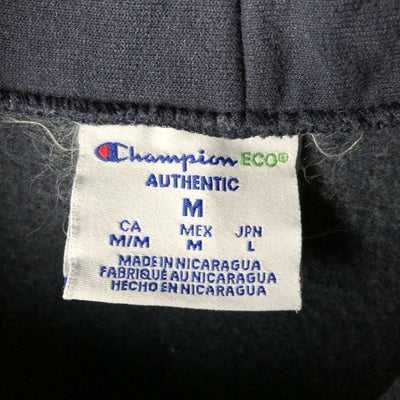 Champion ECO®
AUTHENTIC
M
CA MEX JPN
M/M M L
MADE IN NICARAGUA
FABRIQUÉ AU NICARAGUA
HECHO EN NICARAGUA